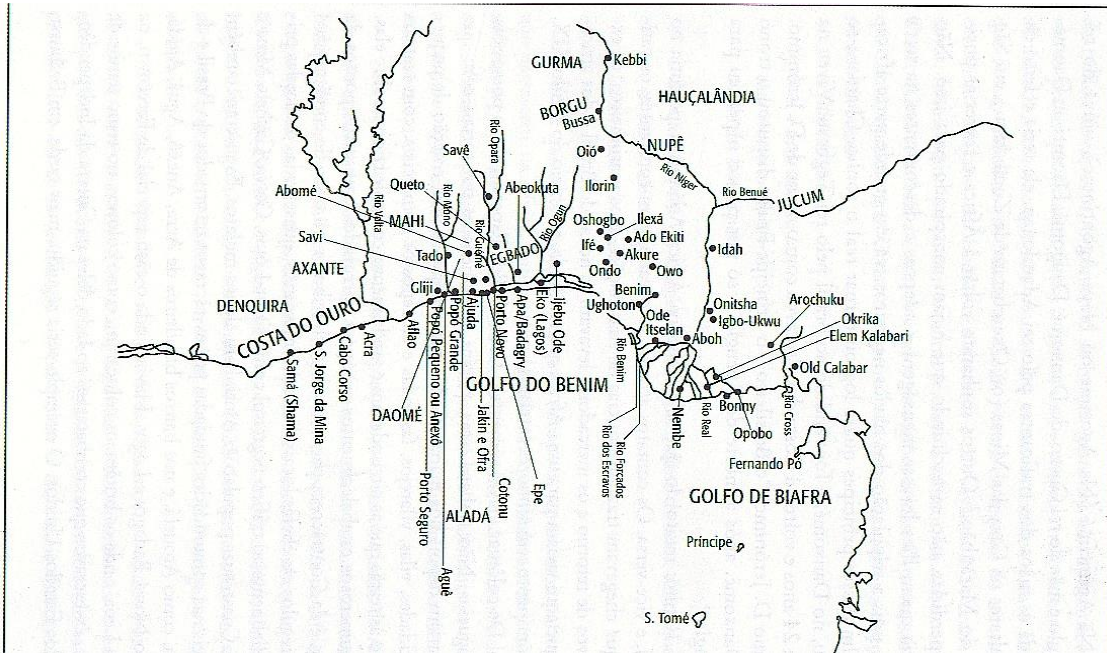 GURMA
Kebbi
HAUÇALÂNDIA
BORGU
Bussa
NUPÊ
Oió
Rio Níger
Ilorin
Rio Benué
JUCUM
Rio Opara
Savê
Queto
Abomé
Abeokuta
Rio Volta
Rio Mono
MAHI
Rio Guémé
EGBADO
Rio Ogun
Oshogbo
Ilexá
Ifé
Ado Ekiti
Akure
Ondo
Owo
Idah
Savi
Tado
AXANTE
DENQUIRA
COSTA DO OURO
Gliji
Benim
Ughoton
Ode
Itselan
Onitsha
Igbo-Ukwu
Arochuku
Okrika
Elem Kalabari
Aboh
Old Calabar
Aflao
Acra
Cabo Corso
S. Jorge da Mina
Samá (Shama)
Popó Pequeno ou Anexó
Popó Grande
Ajuda
Jakin e Ofra
Porto Novo
Apa/Badagry
Eko (Lagos)
Ijebu Ode
GOLFO DO BENIM
DAOMÉ
Porto Seguro
Aguê
ALADÁ
Cotonu
Epe
Rio Benim
Rio dos Escravos
Rio Forcados
Nembe
Rio Real
Bonny
Opobo
Rio Cross
Fernando Pó
GOLFO DE BIAFRA
Príncipe
S. Tomé